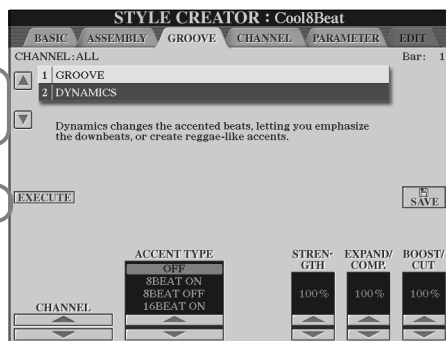 STYLE CREATOR : Cool8Beat
BASIC ASSEMBLY GROOVE CHANNEL PARAMETER EDIT
CHANNEL:ALL Bar: 1
1 GROOVE
2 DYNAMICS
Dynamics changes the accented beats, letting you emphasize
the downbeats, or create reggae-like accents.
EXECUTE
SAVE
ACCENT TYPE
OFF
8BEAT ON
8BEAT OFF
16BEAT ON
CHANNEL
STREN-
GTH
100%
EXPAND/
COMP.
100%
BOOST/
CUT
100%